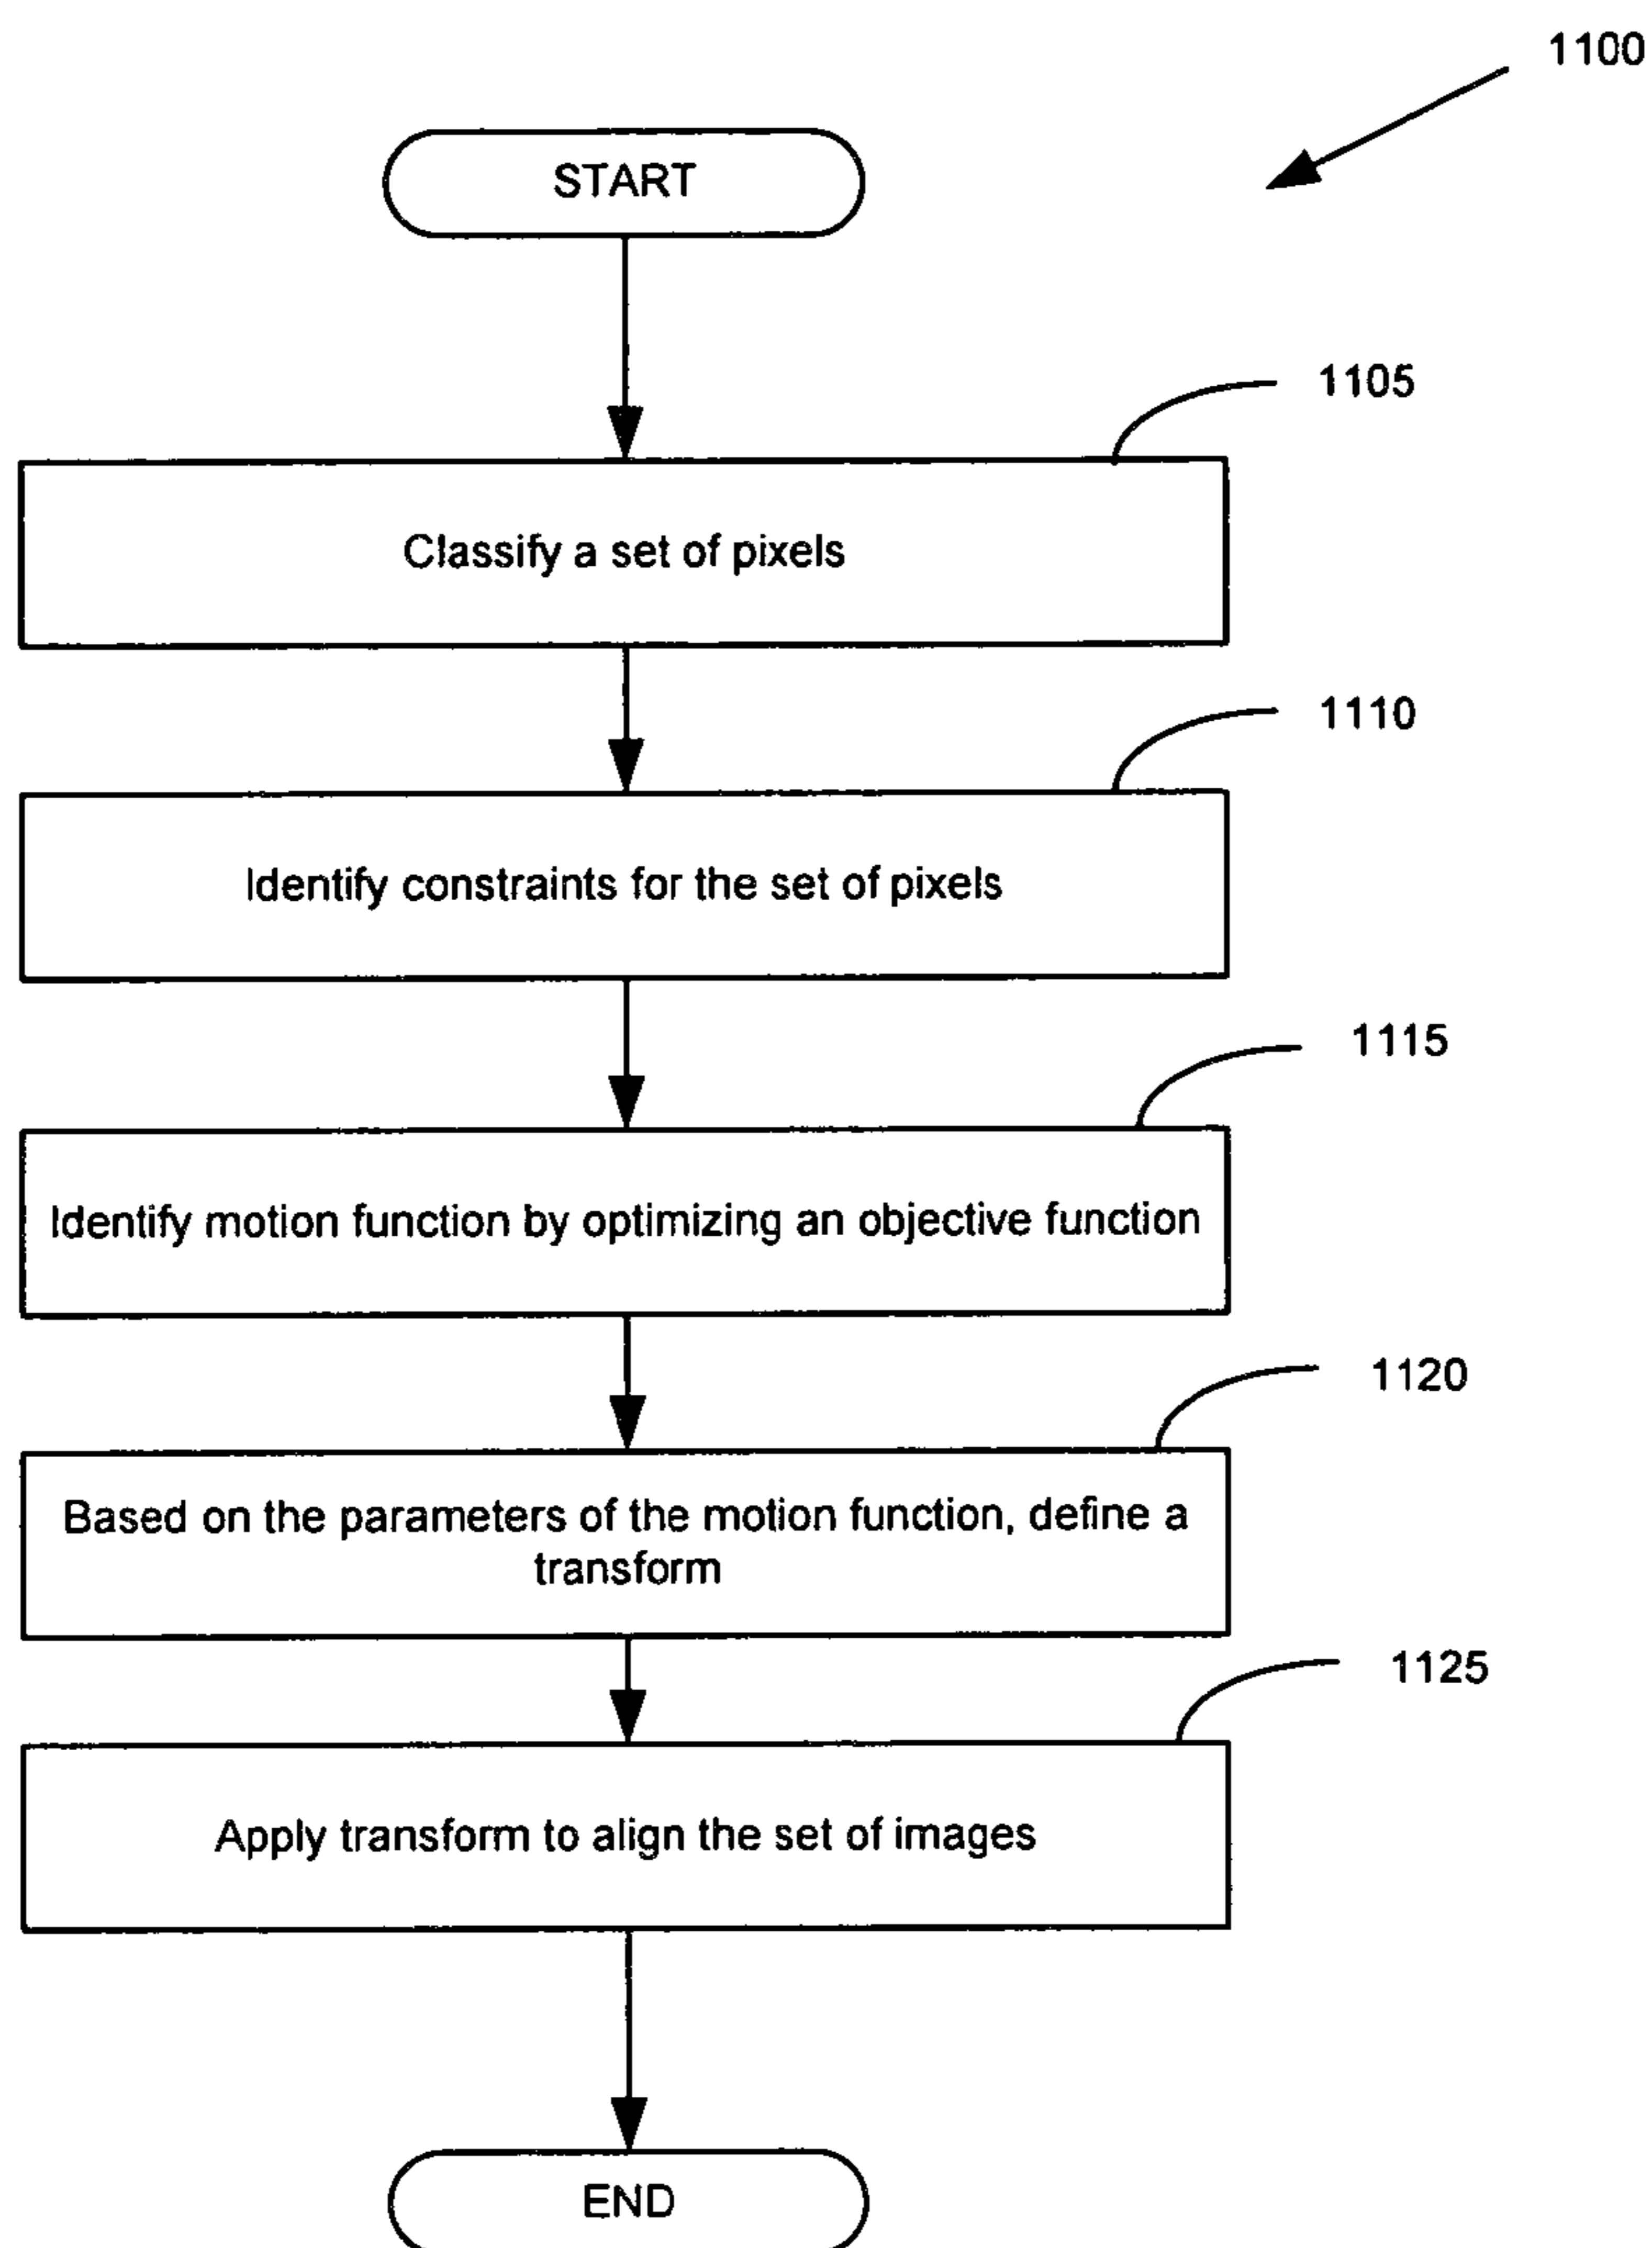 1100
START
1105
Classify a set of pixels
1110
Identify constraints for the set of pixels
1115
Identify motion function by optimizing an objective function
1120
Based on the parameters of the motion function, define a
transform
1125
Apply transform to align the set of images
END